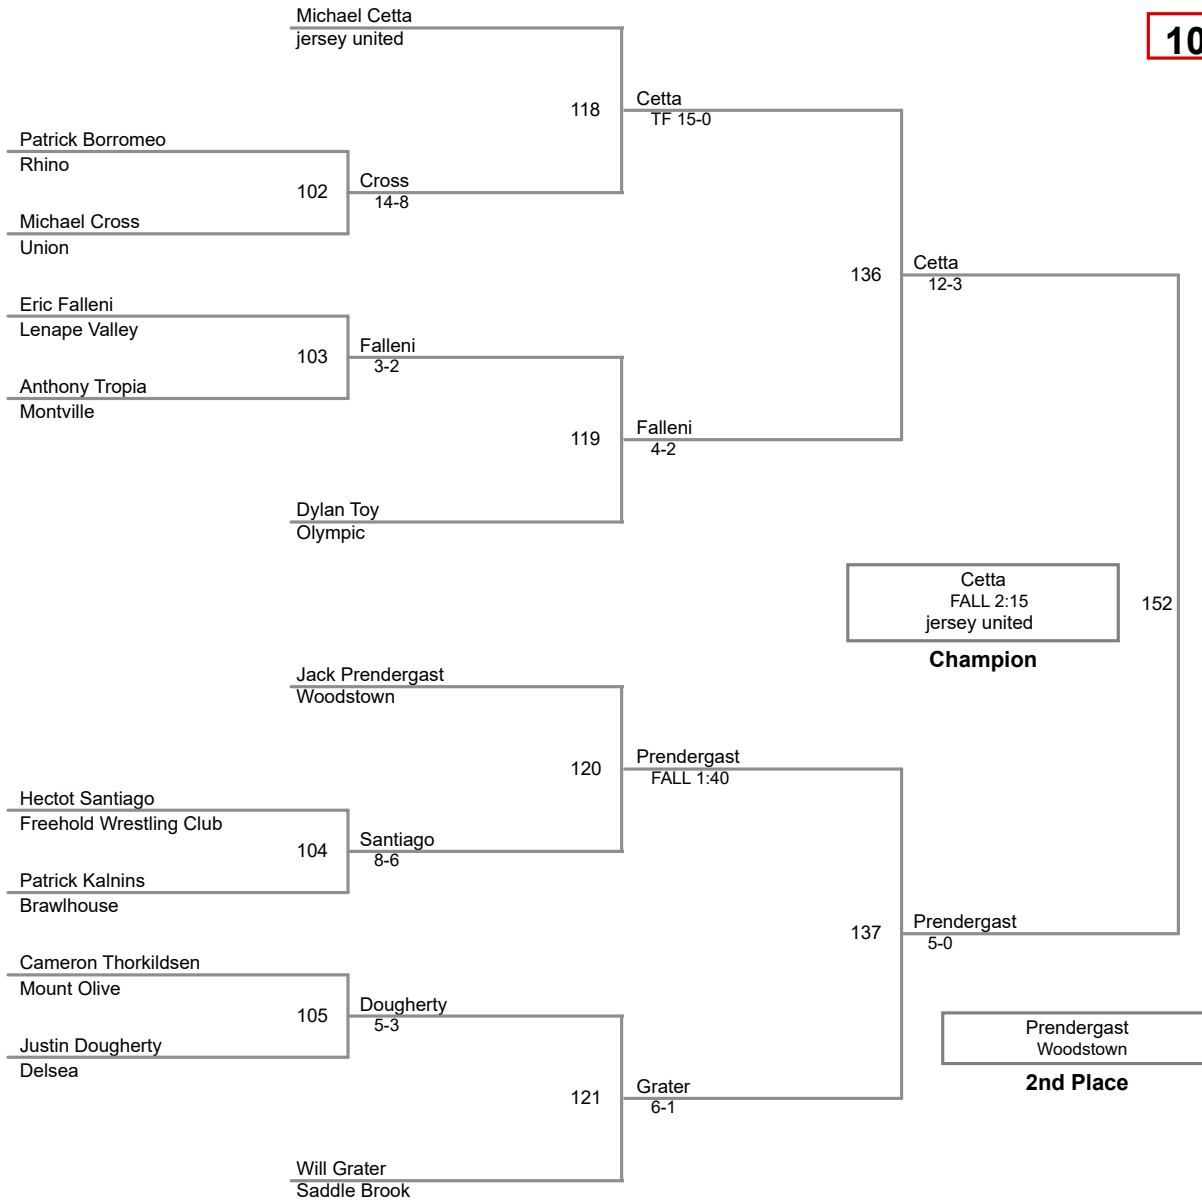 Michael Cetta
jersey united
10
118
Cetta
TF 15-0
Patrick Borromeo
Rhino
102
Cross
14-8
Michael Cross
Union
136
Cetta
12-3
Eric Falleni
Lenape Valley
103
Falleni
3-2
Anthony Tropia
Montville
119
Falleni
4-2
Dylan Toy
Olympic
Cetta
FALL 2:15
jersey united
152
Champion
Jack Prendergast
Woodstown
120
Prendergast
FALL 1:40
Hectot Santiago
Freehold Wrestling Club
104
Santiago
8-6
Patrick Kalnins
Brawlhouse
137
Prendergast
5-0
Cameron Thorkildsen
Mount Olive
105
Dougherty
5-3
Justin Dougherty
Delsea
Prendergast
Woodstown
2nd Place
121
Grater
6-1
Will Grater
Saddle Brook